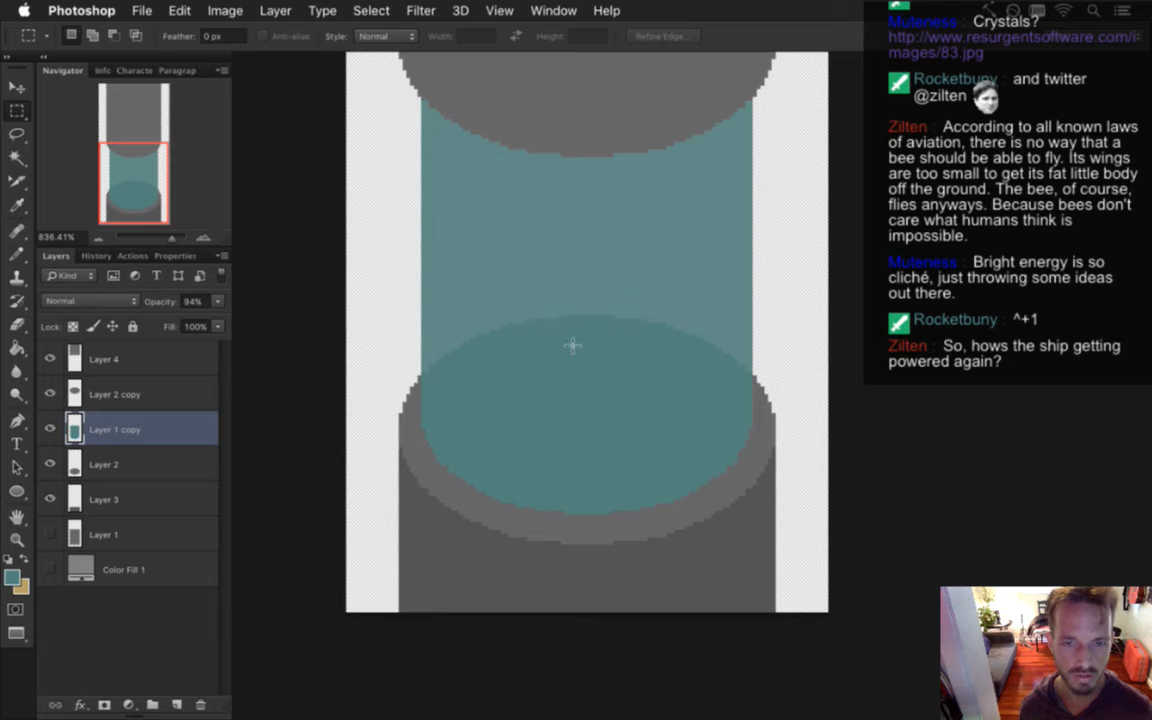 Photoshop File Edit Image Layer Type Select Filter 3D View Window Help
Feather: 0 px Anti-alias Style: Normal Width: Height: Refine Edge...
Navigator Info Characte Paragrap
836.41%
Layers History Actions Properties
Kind
Normal Opacity: 94%
Lock: Fill: 100%
Layer 4
Layer 2 copy
Layer 1 copy
Layer 2
Layer 3
Layer 1
Color Fill 1
fx
Muteness : Crystals?
http://www.resurgentsoftware.com/i
mages/83.jpg
Rocketbuny : and twitter
@zilten
Zilten : According to all known laws
of aviation, there is no way that a
bee should be able to fly. Its wings
are too small to get its fat little body
off the ground. The bee, of course,
flies anyways. Because bees don't
care what humans think is
impossible.
Muteness : Bright energy is so
cliché, just throwing some ideas
out there.
Rocketbuny : ^+1
Zilten : So, hows the ship getting
powered again?